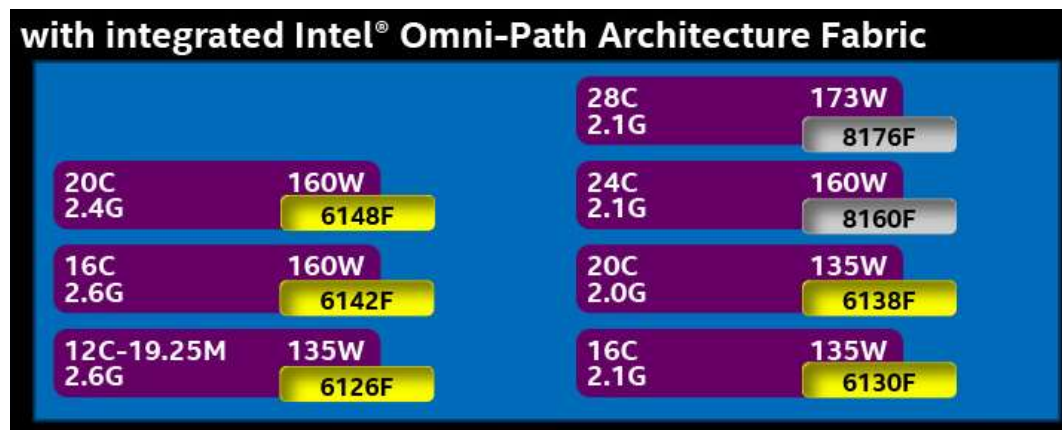 with integrated Intel® Omni-Path Architecture Fabric
28C 173W
2.1G 8176F
20C 160W
2.4G 6148F
24C 160W
2.1G 8160F
16C 160W
2.6G 6142F
20C 135W
2.0G 6138F
12C-19.25M 135W
2.6G 6126F
16C 135W
2.1G 6130F